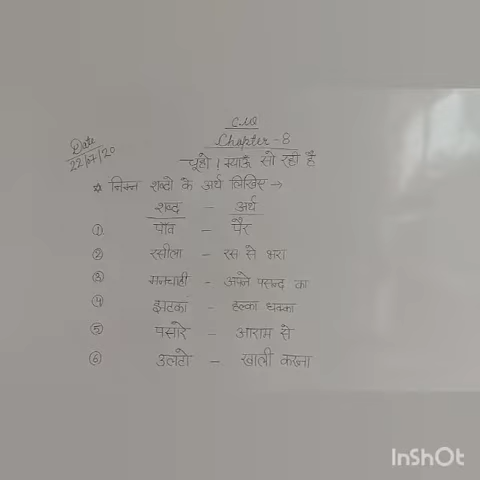 C.W
Chapter-8
Date
22/07/20
चूहो ! म्याऊँ सो रही है
* निम्न शब्दो के अर्थ लिखिए →
शब्द - अर्थ
① पाँव - पैर
② रसीला - रस से भरा
③ मनचाही - अपने पसन्द का
④ झटका - हल्का धक्का
⑤ पसारे - आराम से
⑥ उलटो - खाली करना
InShOt